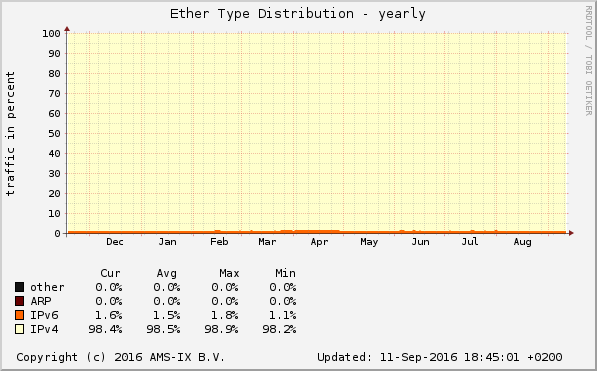 Ether Type Distribution - yearly
RRDTOOL / TOBI OETIKER
traffic in percent
100
90
80
70
60
50
40
30
20
10
0
Dec Jan Feb Mar Apr May Jun Jul Aug
Cur Avg Max Min
other 0.0% 0.0% 0.0% 0.0%
ARP 0.0% 0.0% 0.0% 0.0%
IPv6 1.6% 1.5% 1.8% 1.1%
IPv4 98.4% 98.5% 98.9% 98.2%
Copyright (c) 2016 AMS-IX B.V. Updated: 11-Sep-2016 18:45:01 +0200